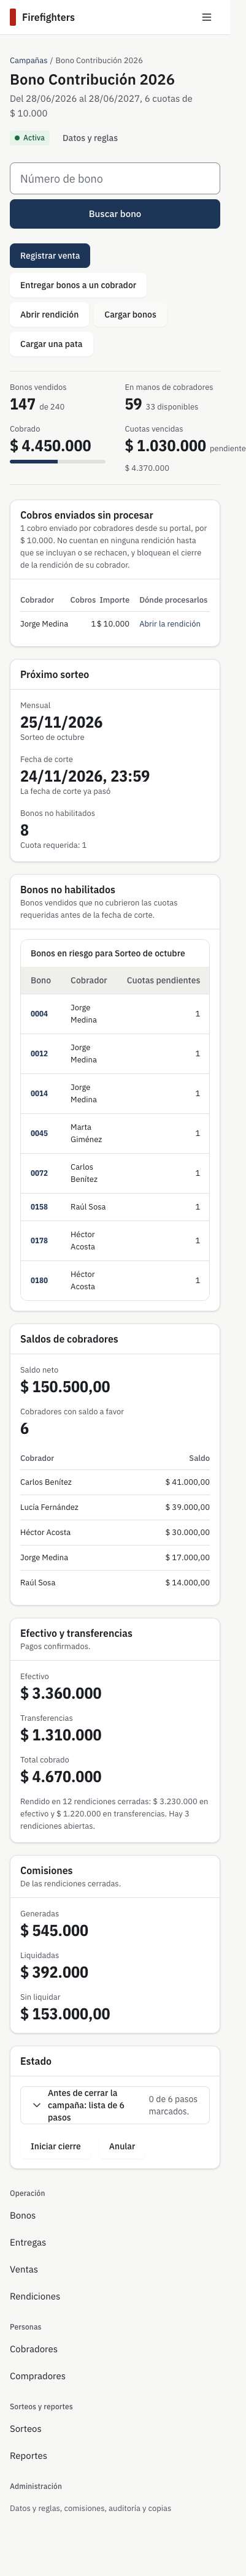 Firefighters
Campañas / Bono Contribución 2026
Bono Contribución 2026
Del 28/06/2026 al 28/06/2027, 6 cuotas de
$ 10.000
Activa
Datos y reglas
Número de bono
Buscar bono
Registrar venta
Entregar bonos a un cobrador
Abrir rendición
Cargar bonos
Cargar una pata
Bonos vendidos
147 de 240
En manos de cobradores
59 33 disponibles
Cobrado
$ 4.450.000
Cuotas vencidas
$ 1.030.000 pendiente
$ 4.370.000
Cobros enviados sin procesar
1 cobro enviado por cobradores desde su portal, por
$ 10.000. No cuentan en ninguna rendición hasta
que se incluyan o se rechacen, y bloquean el cierre
de la rendición de su cobrador.
Cobrador Cobros Importe Dónde procesarlos
Jorge Medina 1 $ 10.000 Abrir la rendición
Próximo sorteo
Mensual
25/11/2026
Sorteo de octubre
Fecha de corte
24/11/2026, 23:59
La fecha de corte ya pasó
Bonos no habilitados
8
Cuota requerida: 1
Bonos no habilitados
Bonos vendidos que no cubrieron las cuotas
requeridas antes de la fecha de corte.
Bonos en riesgo para Sorteo de octubre
Bono Cobrador Cuotas pendientes
0004 Jorge Medina 1
0012 Jorge Medina 1
0014 Jorge Medina 1
0045 Marta Giménez 1
0072 Carlos Benítez 1
0158 Raúl Sosa 1
0178 Héctor Acosta 1
0180 Héctor Acosta 1
Saldos de cobradores
Saldo neto
$ 150.500,00
Cobradores con saldo a favor
6
Cobrador Saldo
Carlos Benítez $ 41.000,00
Lucía Fernández $ 39.000,00
Héctor Acosta $ 30.000,00
Jorge Medina $ 17.000,00
Raúl Sosa $ 14.000,00
Efectivo y transferencias
Pagos confirmados.
Efectivo
$ 3.360.000
Transferencias
$ 1.310.000
Total cobrado
$ 4.670.000
Rendido en 12 rendiciones cerradas: $ 3.230.000 en
efectivo y $ 1.220.000 en transferencias. Hay 3
rendiciones abiertas.
Comisiones
De las rendiciones cerradas.
Generadas
$ 545.000
Liquidadas
$ 392.000
Sin liquidar
$ 153.000,00
Estado
Antes de cerrar la
campaña: lista de 6
pasos
0 de 6 pasos
marcados.
Iniciar cierre
Anular
Operación
Bonos
Entregas
Ventas
Rendiciones
Personas
Cobradores
Compradores
Sorteos y reportes
Sorteos
Reportes
Administración
Datos y reglas, comisiones, auditoría y copias